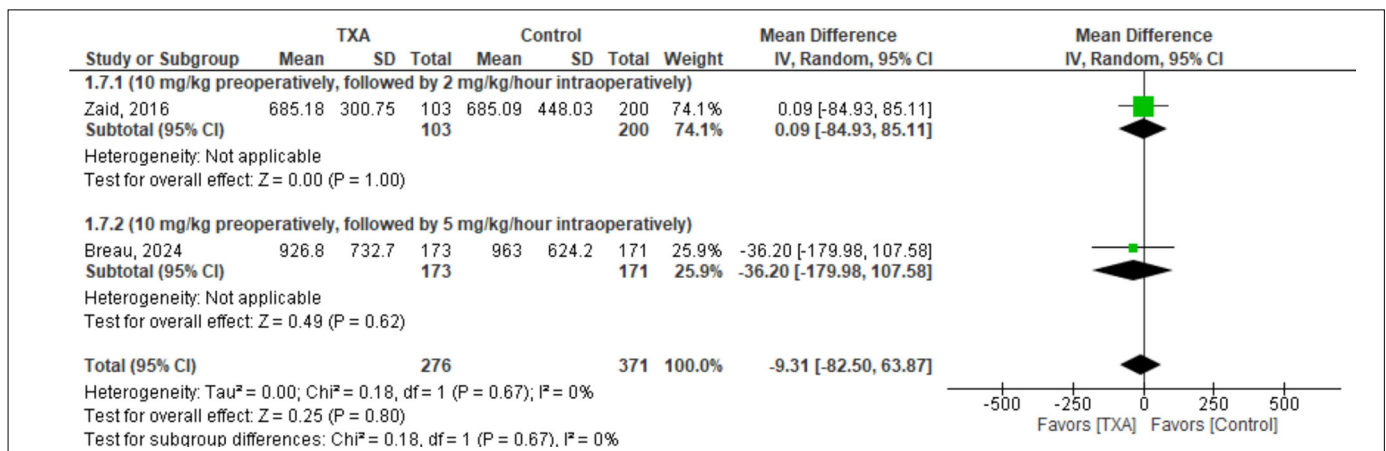 TXA Control Mean Difference Mean Difference
Study or Subgroup Mean SD Total Mean SD Total Weight IV, Random, 95% CI IV, Random, 95% CI
1.7.1 (10 mg/kg preoperatively, followed by 2 mg/kg/hour intraoperatively)
Zaid, 2016 685.18 300.75 103 685.09 448.03 200 74.1% 0.09 [-84.93, 85.11]
Subtotal (95% CI) 103 200 74.1% 0.09 [-84.93, 85.11]
Heterogeneity: Not applicable
Test for overall effect: Z = 0.00 (P = 1.00)
1.7.2 (10 mg/kg preoperatively, followed by 5 mg/kg/hour intraoperatively)
Breau, 2024 926.8 732.7 173 963 624.2 171 25.9% -36.20 [-179.98, 107.58]
Subtotal (95% CI) 173 171 25.9% -36.20 [-179.98, 107.58]
Heterogeneity: Not applicable
Test for overall effect: Z = 0.49 (P = 0.62)
Total (95% CI) 276 371 100.0% -9.31 [-82.50, 63.87]
Heterogeneity: Tau² = 0.00; Chi² = 0.18, df = 1 (P = 0.67); I² = 0%
Test for overall effect: Z = 0.25 (P = 0.80)
Test for subgroup differences: Chi² = 0.18, df = 1 (P = 0.67), I² = 0%
-500 -250 0 250 500
Favors [TXA] Favors [Control]